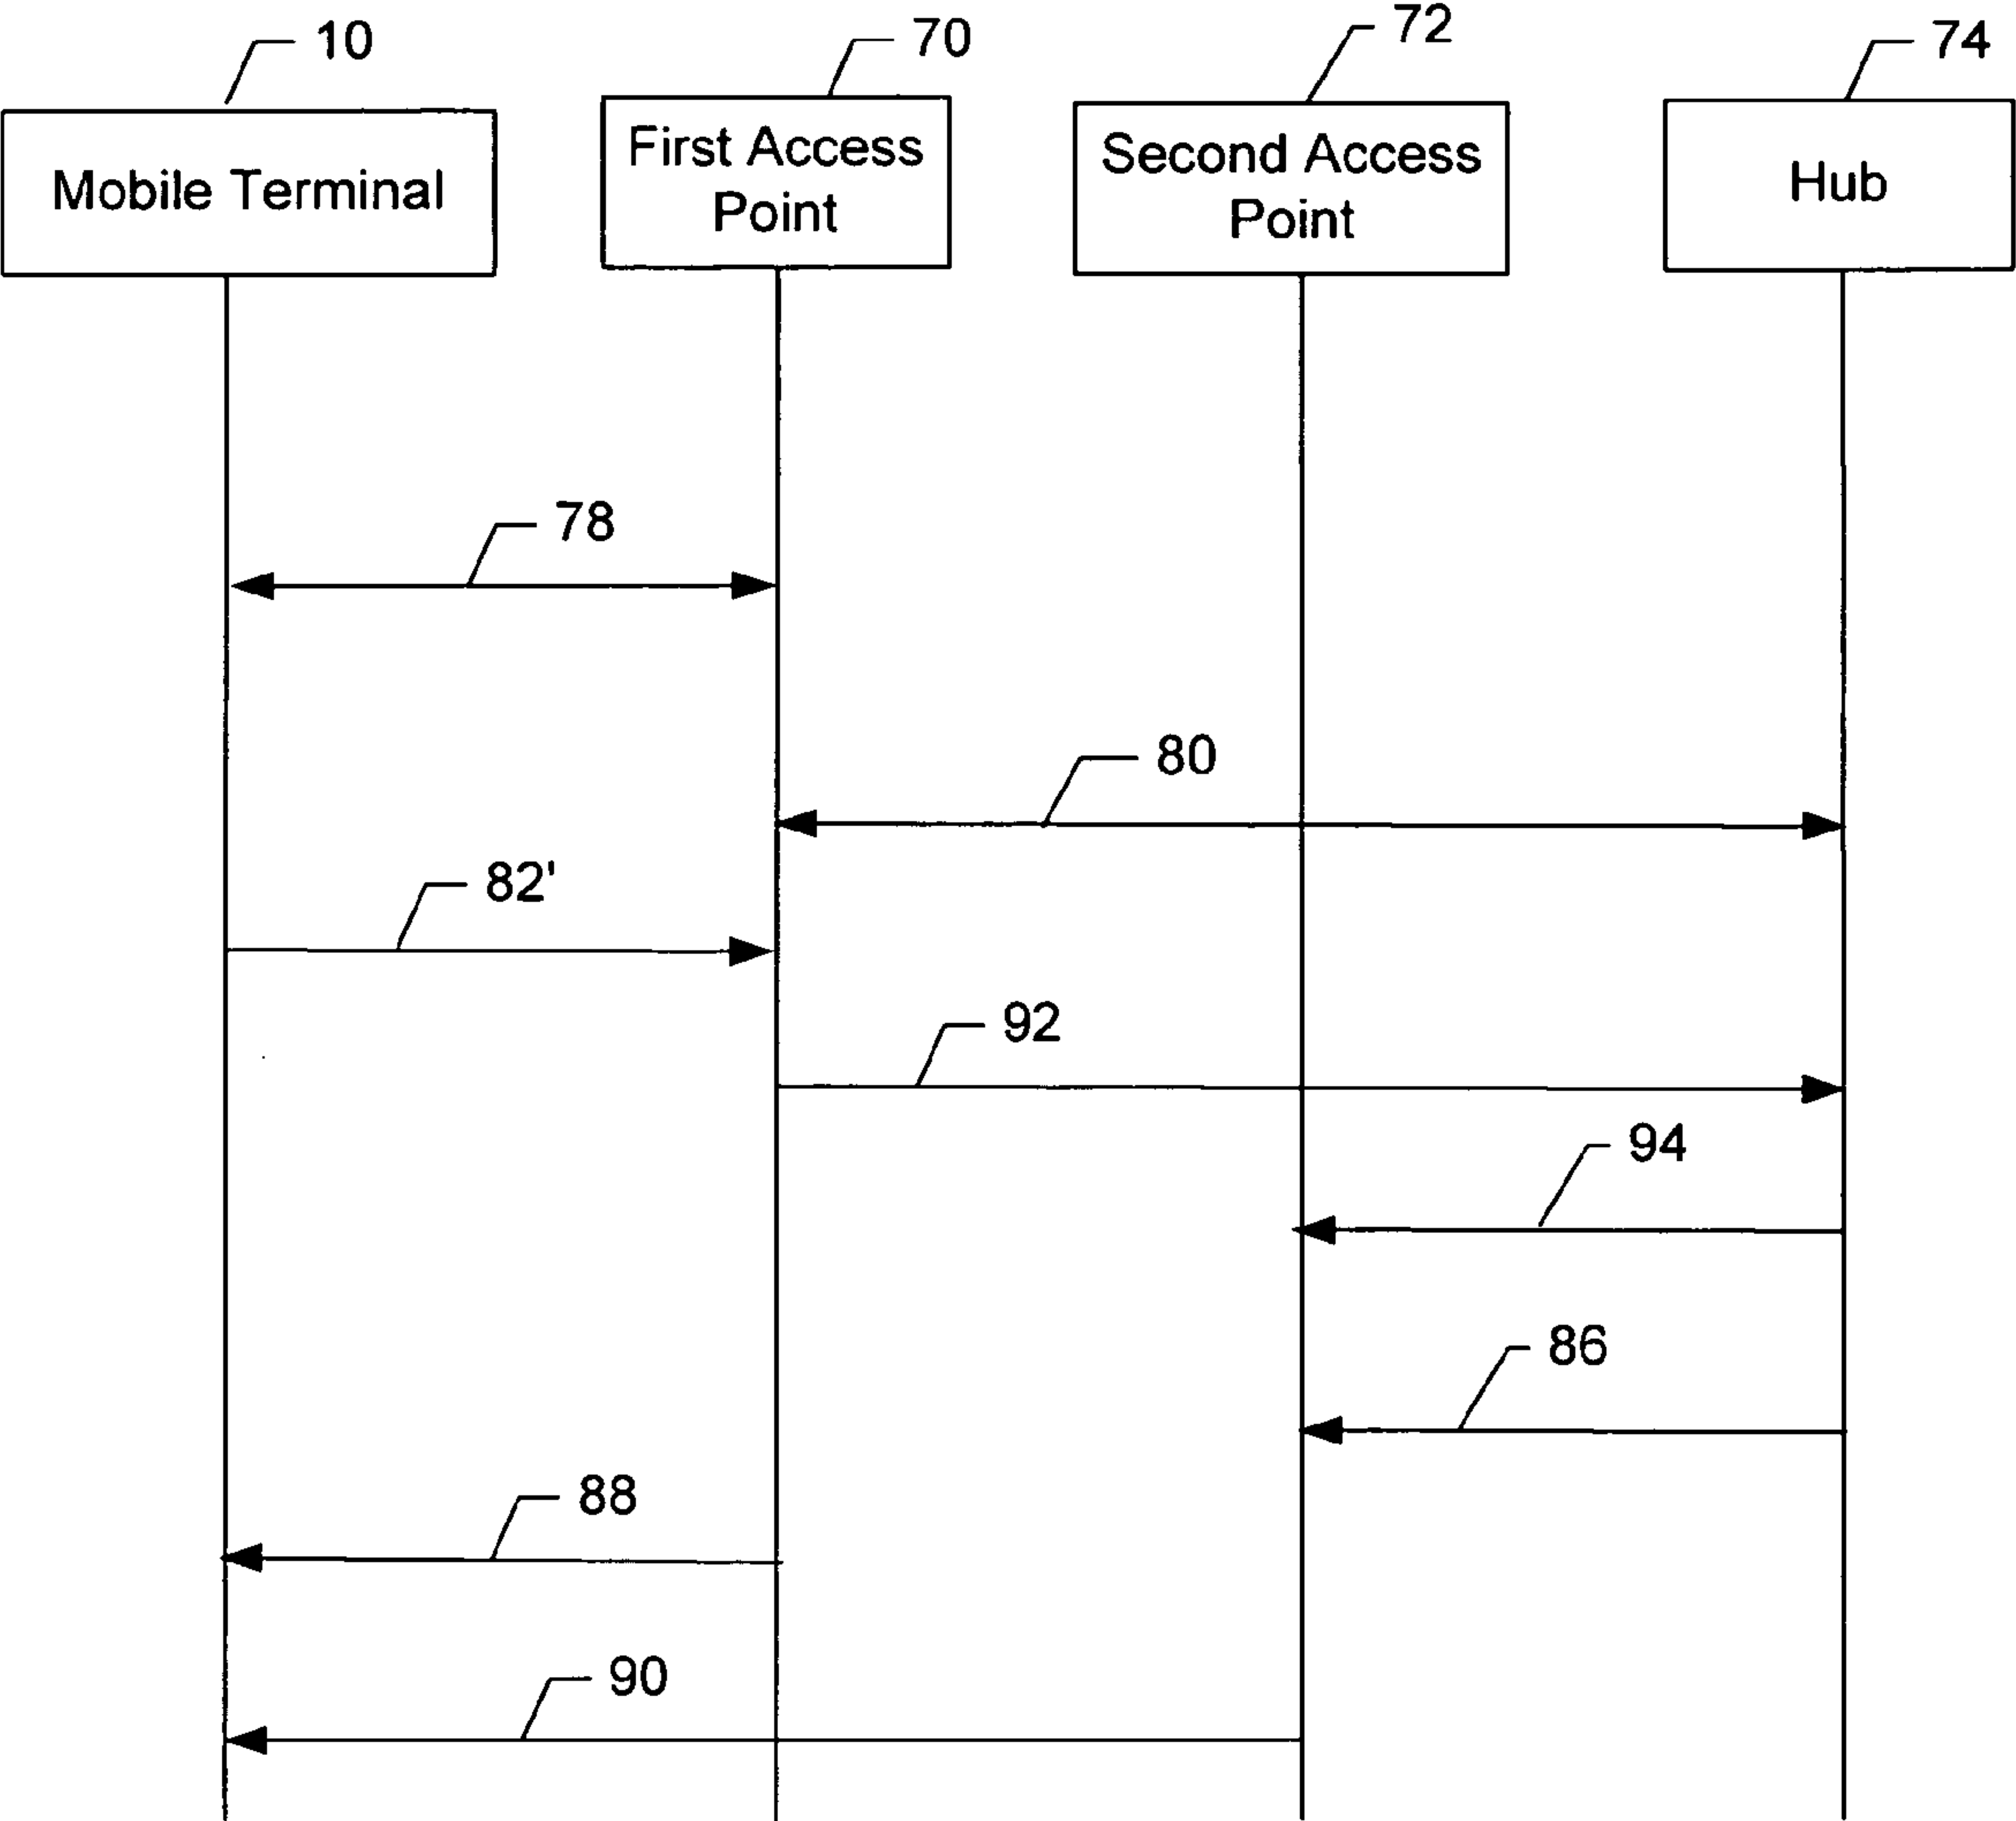 10
70
72
74
Mobile Terminal
First Access
Point
Second Access
Point
Hub
78
80
82'
92
94
86
88
90